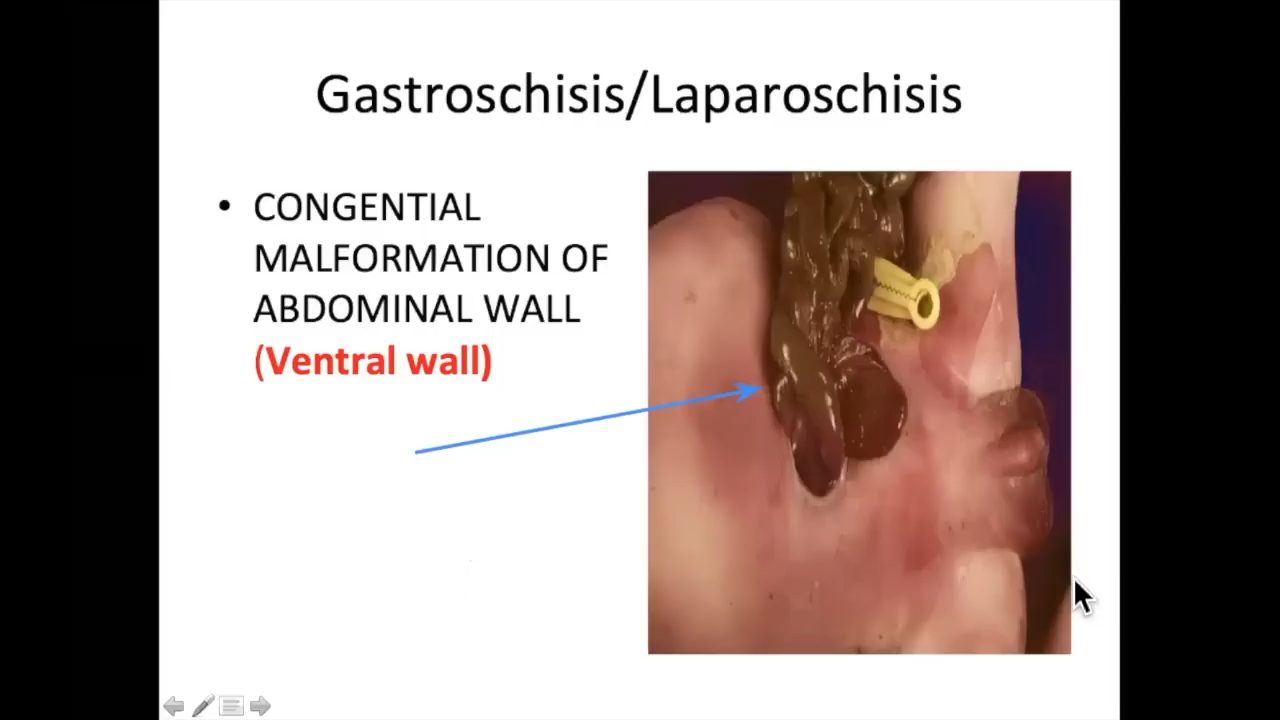 Gastroschisis/Laparoschisis
• CONGENTIAL
MALFORMATION OF
ABDOMINAL WALL
(Ventral wall)